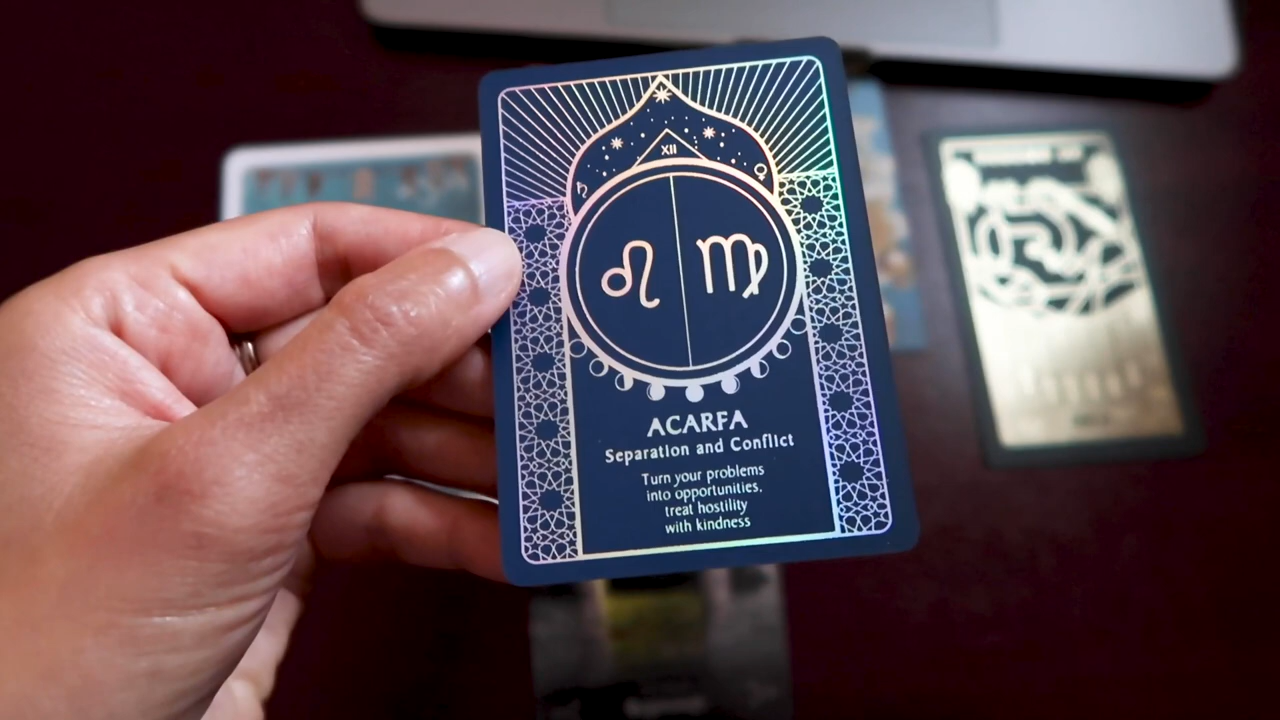 XII
ACARFA
Separation and Conflict
Turn your problems
into opportunities,
treat hostility
with kindness